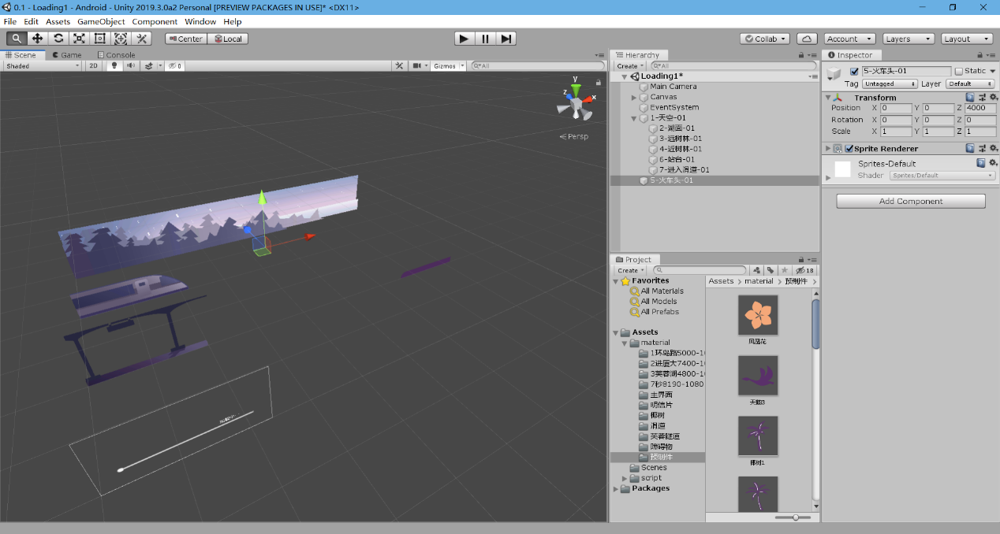 0.1 - Loading1 - Android - Unity 2019.3.0a2 Personal [PREVIEW PACKAGES IN USE]* <DX11>
File Edit Assets GameObject Component Window Help
Center Local Collab Account Layers Layout
Scene Game Console
Shaded 2D 0 Gizmos All
y
x
z
Persp
Hierarchy
Create All
Loading1*
Main Camera
Canvas
EventSystem
1-天空-01
2-湖面-01
3-远树林-01
4-近树林-01
6-站台-01
7-进入滑道-01
5-火车头-01
Project
Create 18
Favorites
All Materials
All Models
All Prefabs
Assets
material
1环岛路5000-10
2进厦大7400-10
3芙蓉湖4800-10
7秒8190-1080
主界面
明信片
椰树
滑道
芙蓉隧道
障碍物
预制件
Scenes
script
Packages
Assets > material > 预制件 >
凤凰花
天鹅3
椰树1
Inspector
5-火车头-01 Static
Tag Untagged Layer Default
Transform
Position X 0 Y 0 Z 4000
Rotation X 0 Y 0 Z 0
Scale X 1 Y 1 Z 1
Sprite Renderer
Sprites-Default
Shader Sprites/Default
Add Component